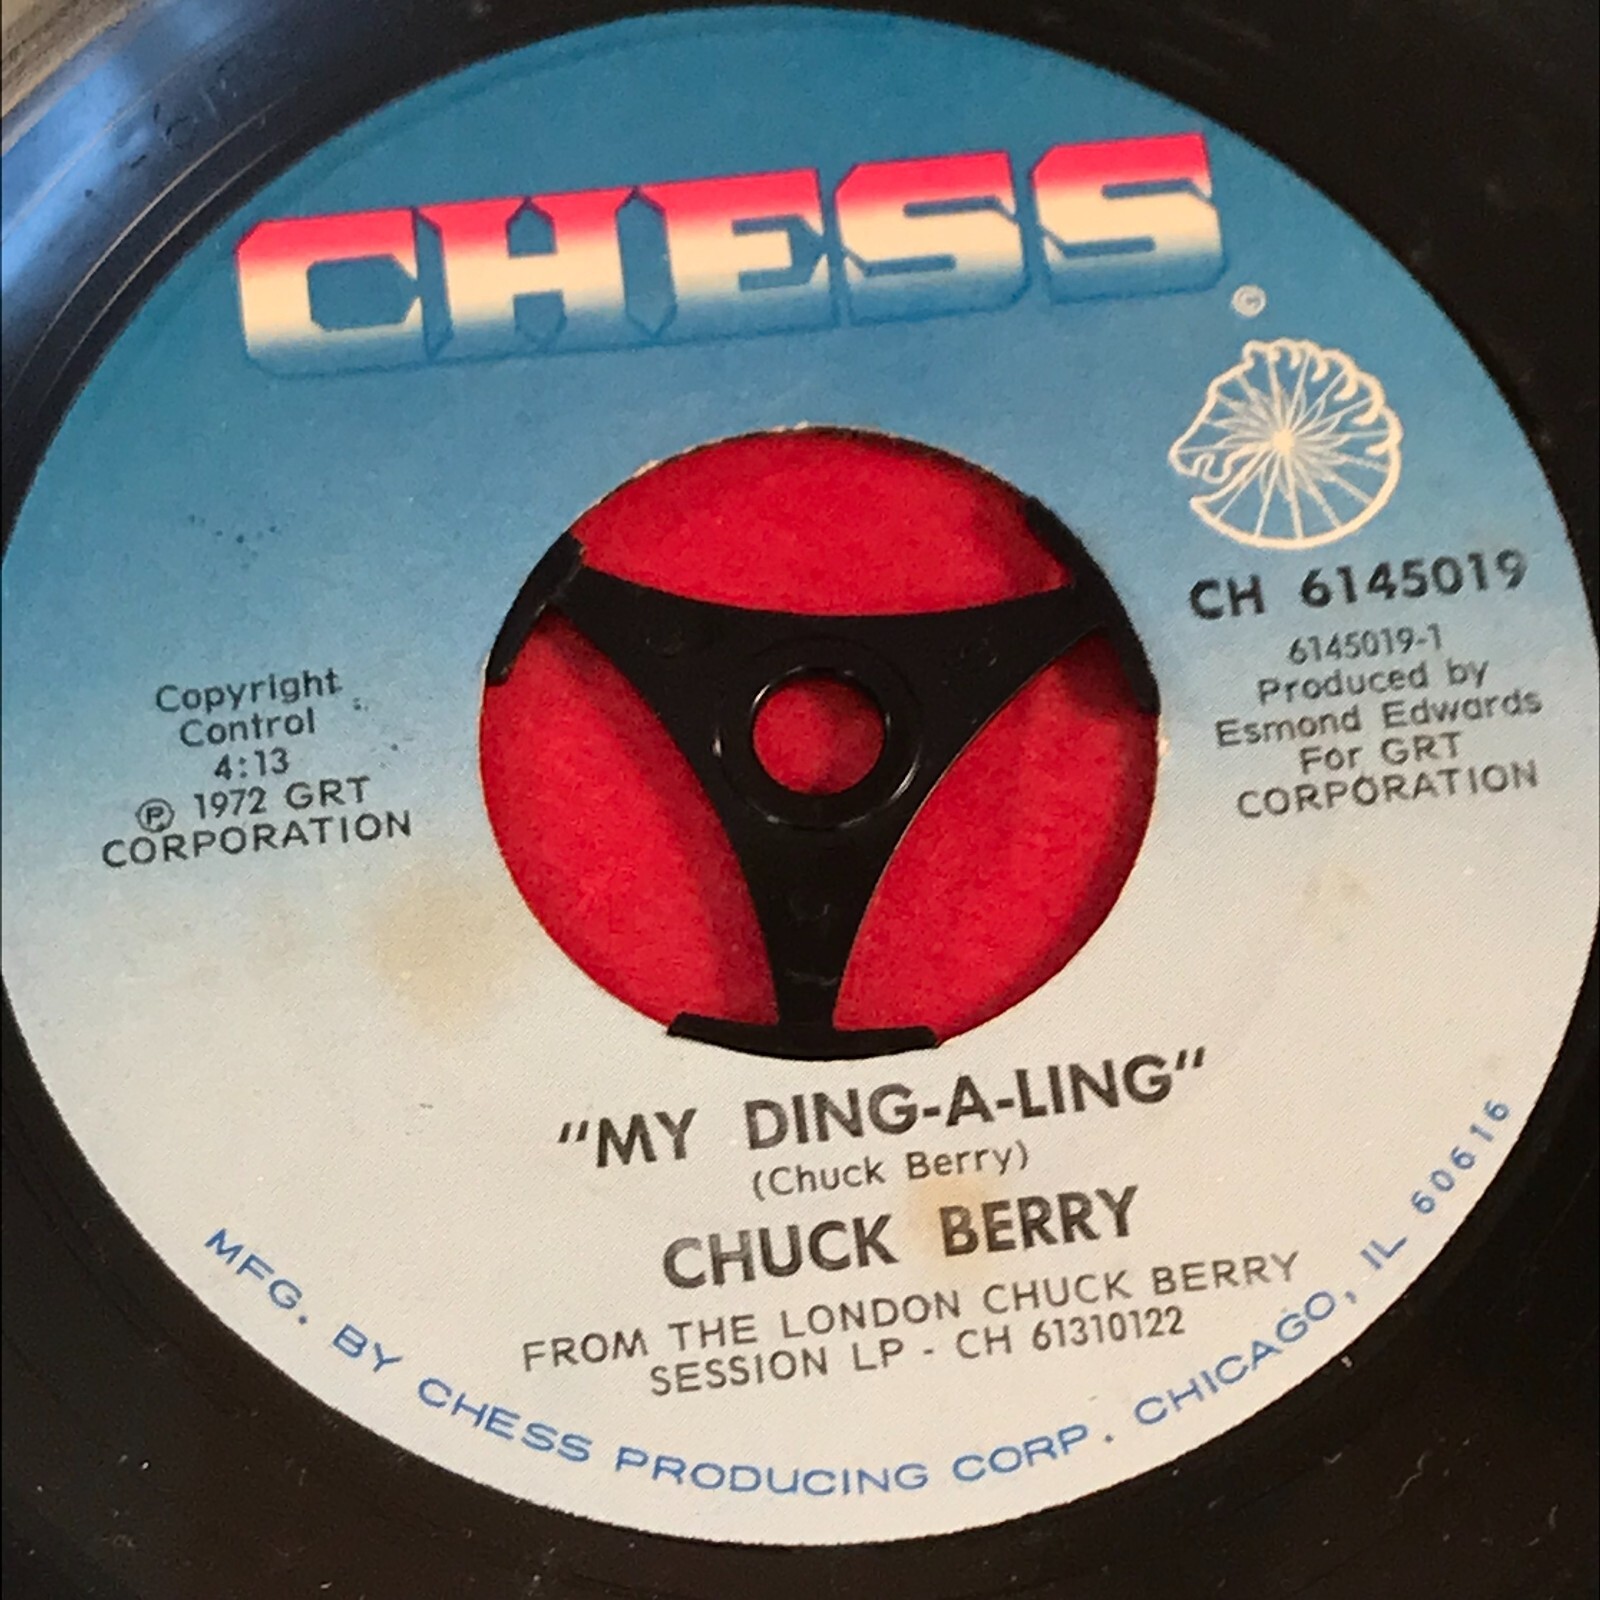 CHESS
©
CH 6145019
6145019-1
Produced by
Esmond Edwards
For GRT
CORPORATION
Copyright
Control
4:13
Ⓟ 1972 GRT
CORPORATION
"MY DING-A-LING"
(Chuck Berry)
CHUCK BERRY
FROM THE LONDON CHUCK BERRY
SESSION LP - CH 61310122
MFG. BY CHESS PRODUCING CORP. CHICAGO, IL 60616